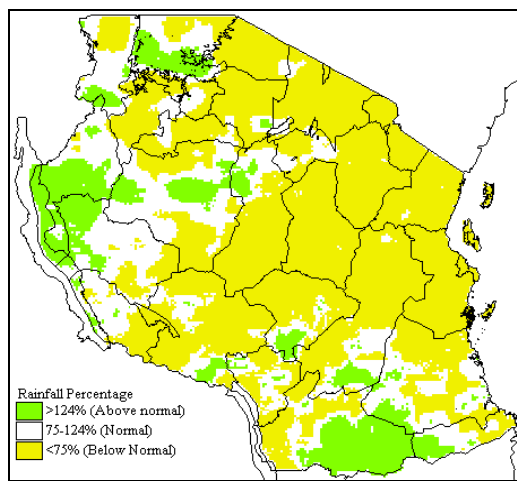 Rainfall Percentage
>124% (Above normal)
75-124% (Normal)
<75% (Below Normal)